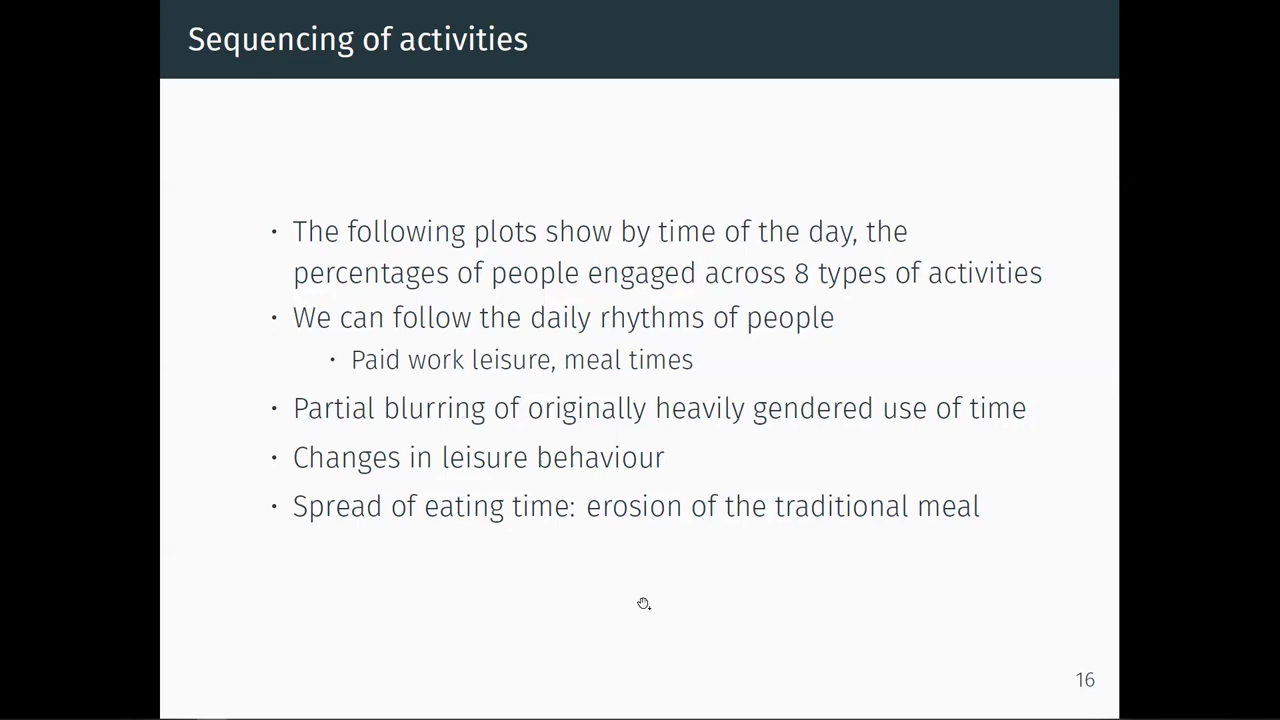 Sequencing of activities
• The following plots show by time of the day, the
percentages of people engaged across 8 types of activities
• We can follow the daily rhythms of people
• Paid work leisure, meal times
• Partial blurring of originally heavily gendered use of time
• Changes in leisure behaviour
• Spread of eating time: erosion of the traditional meal
16